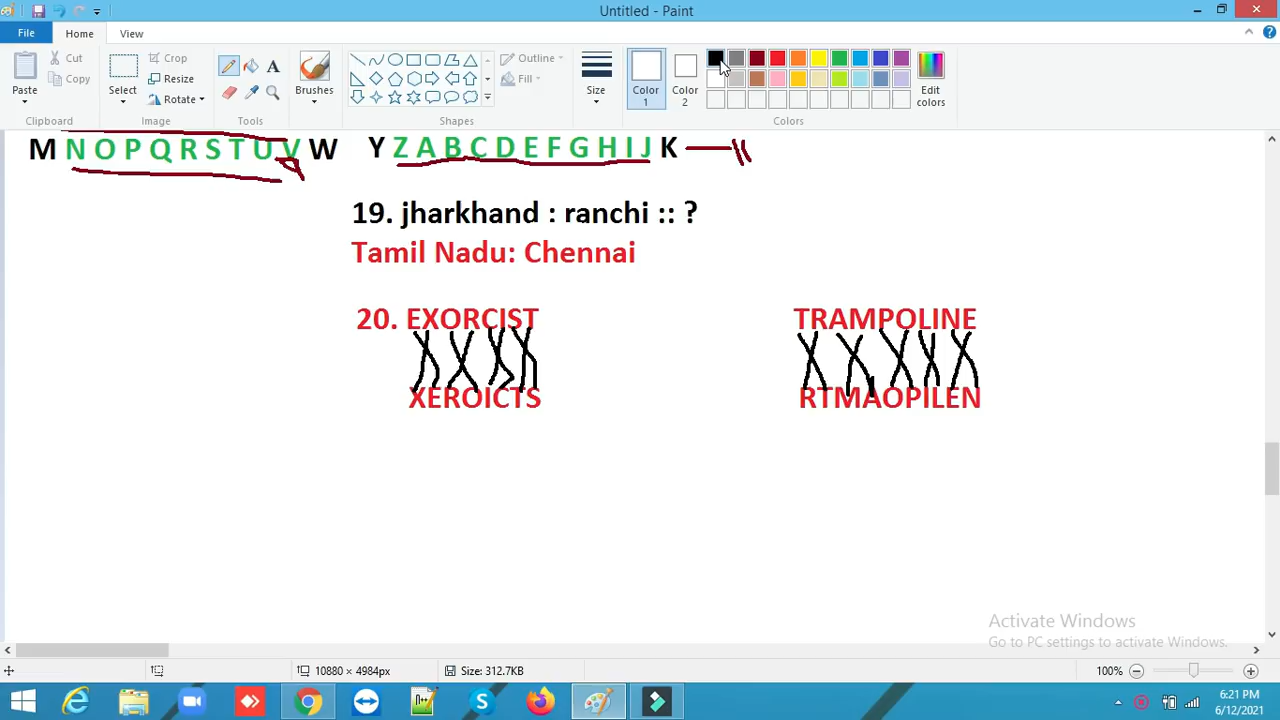 Untitled - Paint
File Home View
Paste Cut Copy Clipboard
Select Crop Resize Rotate Image
Tools
Brushes
Outline Fill Shapes
Size
Color 1 Color 2 Edit colors Colors
M N O P Q R S T U V W Y Z A B C D E F G H I J K
19. jharkhand : ranchi :: ?
Tamil Nadu: Chennai
20. EXORCIST TRAMPOLINE
XEROICTS RTMAOPILEN
Activate Windows
Go to PC settings to activate Windows.
10880 × 4984px Size: 312.7KB 100%
6:21 PM
6/12/2021